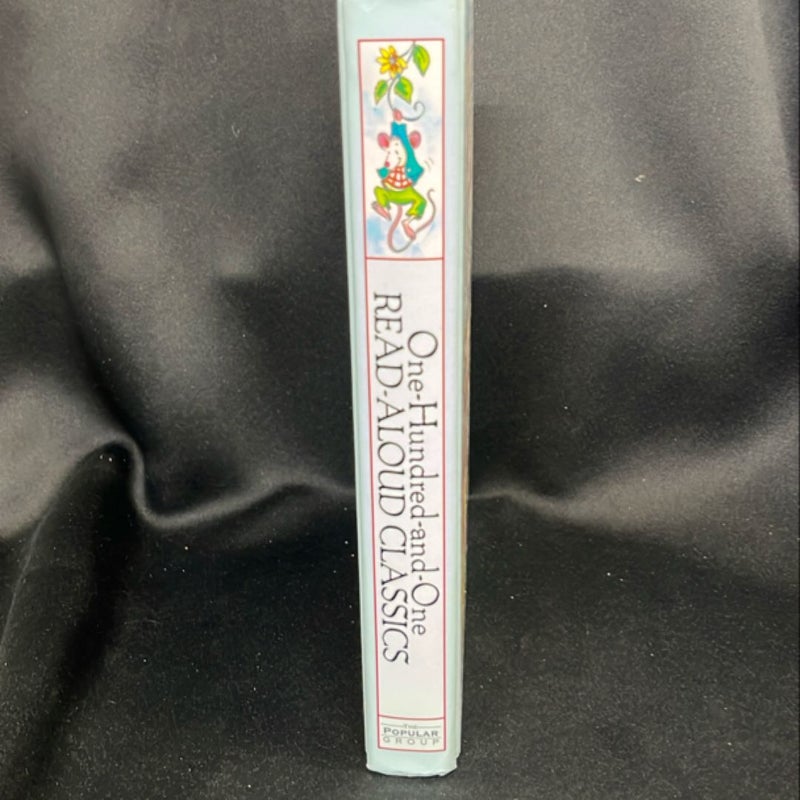 One-Hundred-and-One
READ-ALOUD CLASSICS
THE
POPULAR
GROUP